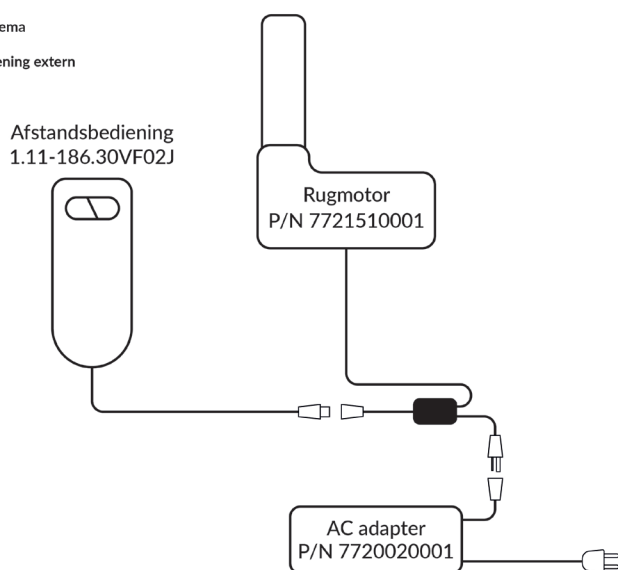 ema
ening extern
Afstandsbediening
1.11-186.30VF02J
Rugmotor
P/N 7721510001
AC adapter
P/N 7720020001